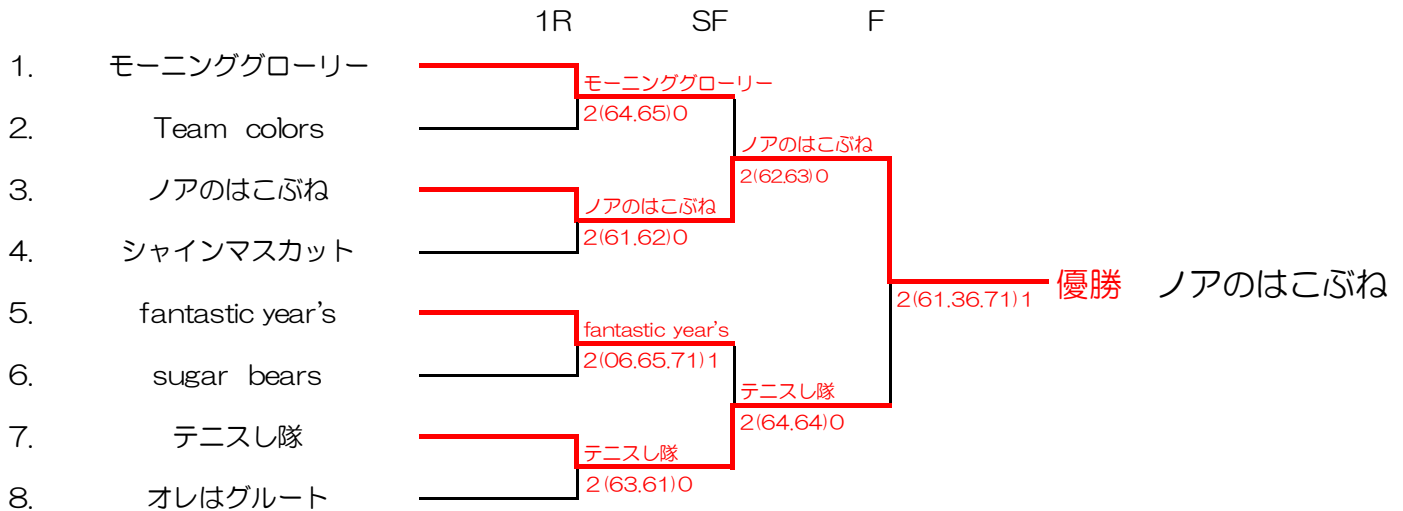 1R SF F
1. モーニンググローリー
モーニンググローリー
2(64.65)0
2. Team colors
ノアのはこぶね
2(62.63)0
3. ノアのはこぶね
ノアのはこぶね
2(61.62)0
4. シャインマスカット
優勝 ノアのはこぶね
2(61.36.71)1
5. fantastic year's
fantastic year's
2(06.65.71)1
6. sugar bears
テニスし隊
2(64.64)0
7. テニスし隊
テニスし隊
2(63.61)0
8. オレはグルート